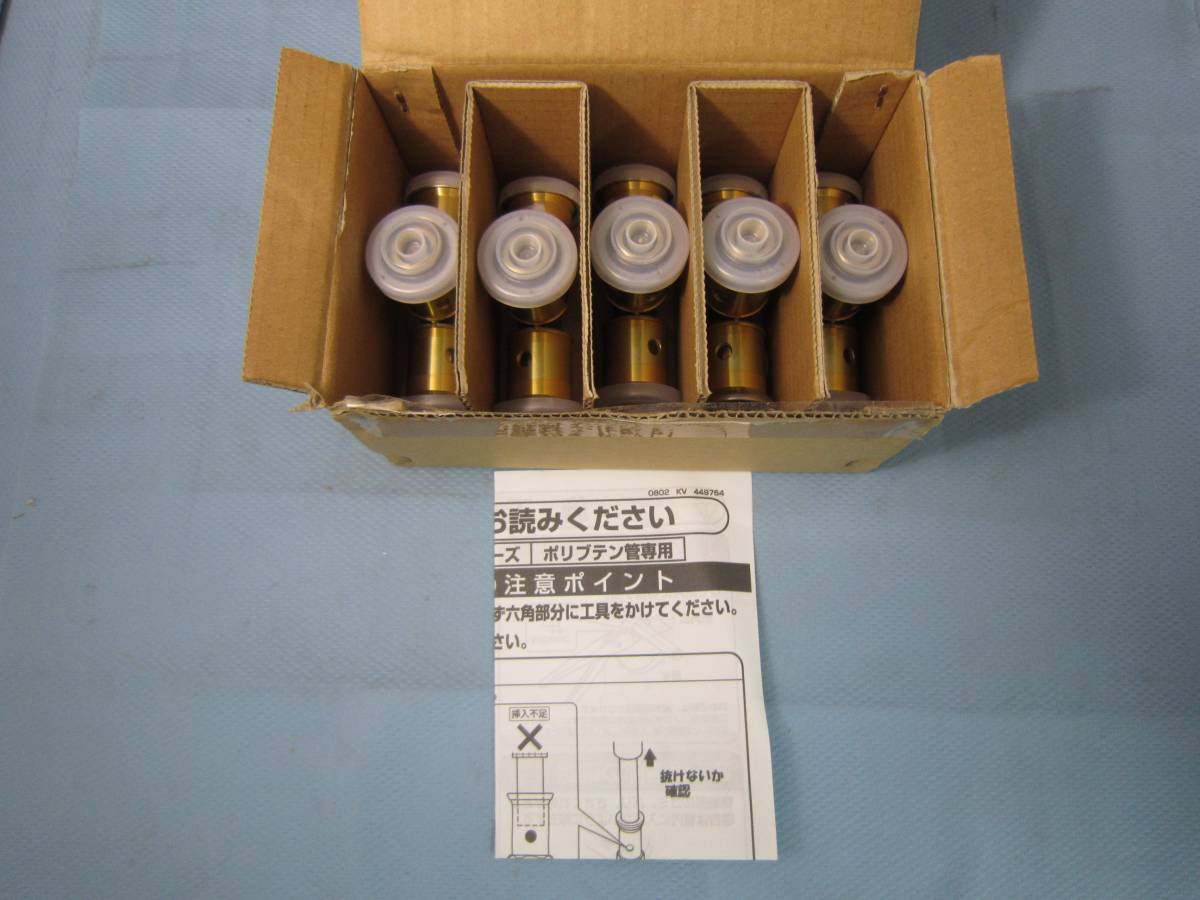 0802 KV 449764
お読みください
ーズ ポリブテン管専用
注意ポイント
ず六角部分に工具をかけてください。
さい。
挿入不足
抜けないか
確認